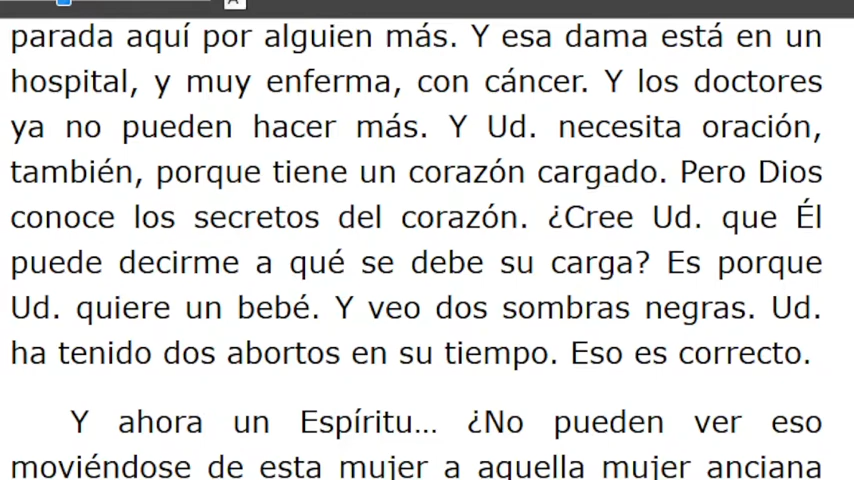 parada aquí por alguien más. Y esa dama está en un
hospital, y muy enferma, con cáncer. Y los doctores
ya no pueden hacer más. Y Ud. necesita oración,
también, porque tiene un corazón cargado. Pero Dios
conoce los secretos del corazón. ¿Cree Ud. que Él
puede decirme a qué se debe su carga? Es porque
Ud. quiere un bebé. Y veo dos sombras negras. Ud.
ha tenido dos abortos en su tiempo. Eso es correcto.
Y ahora un Espíritu... ¿No pueden ver eso
moviéndose de esta mujer a aquella mujer anciana